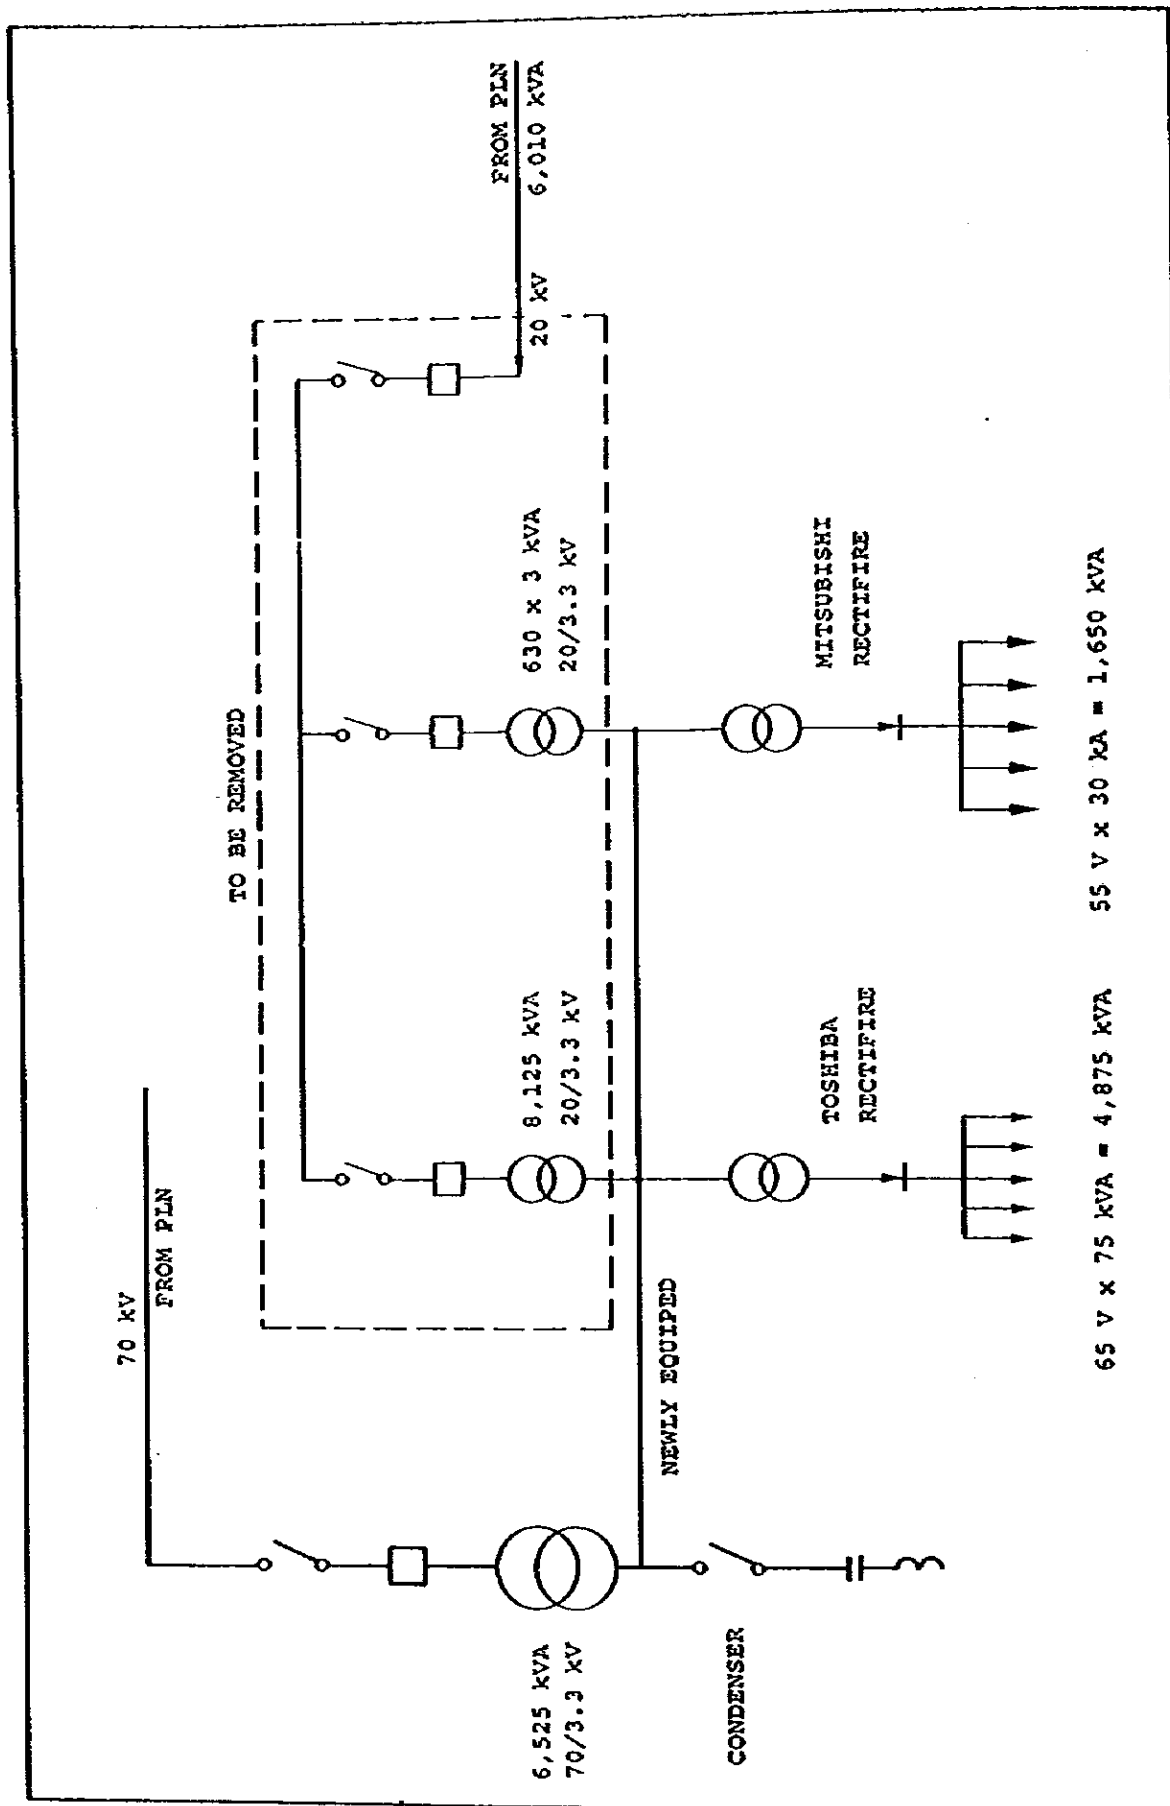 70 kV
FROM PLN
TO BE REMOVED
FROM PLN
6,010 kVA
20 kV
6,525 kVA
70/3.3 kV
8,125 kVA
20/3.3 kV
630 x 3 kVA
20/3.3 kV
NEWLY EQUIPED
CONDENSER
TOSHIBA
RECTIFIRE
MITSUBISHI
RECTIFIRE
65 V x 75 kVA = 4,875 kVA
55 V x 30 kA = 1,650 kVA